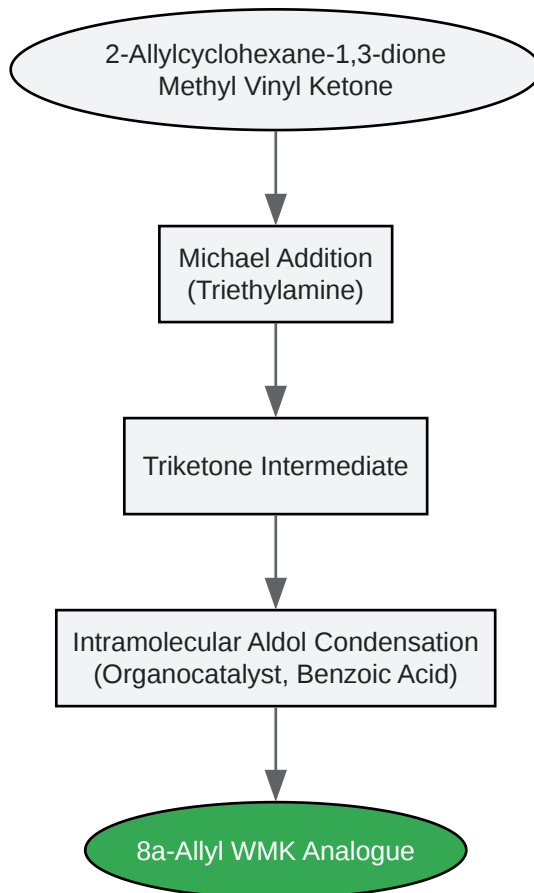 2-Allylcyclohexane-1,3-dione
Methyl Vinyl Ketone
Michael Addition
(Triethylamine)
Triketone Intermediate
Intramolecular Aldol Condensation
(Organocatalyst, Benzoic Acid)
8a-Allyl WMK Analogue